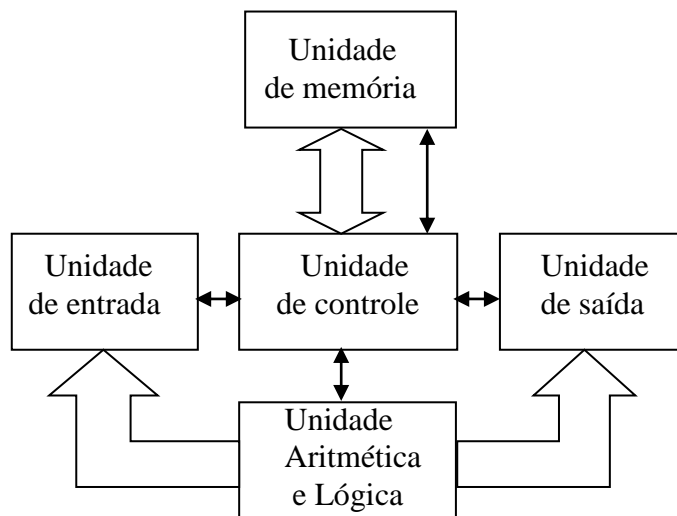 Unidade
de memória
Unidade
de entrada
Unidade
de controle
Unidade
de saída
Unidade
Aritmética
e Lógica